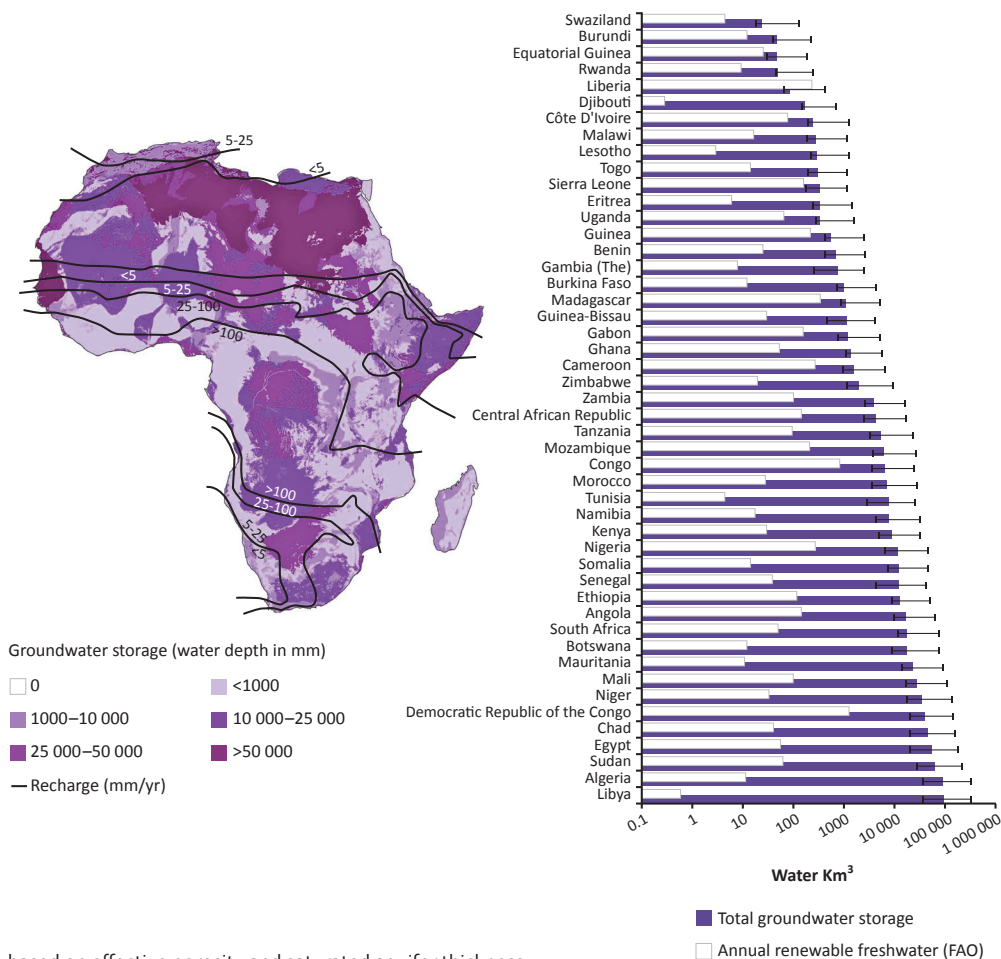 5-25
<5
<5
5-25
25-100
>100
>100
25-100
5-25
<5
Groundwater storage (water depth in mm)
0
<1000
1000–10 000
10 000–25 000
25 000–50 000
>50 000
Recharge (mm/yr)
Swaziland
Burundi
Equatorial Guinea
Rwanda
Liberia
Djibouti
Côte D'Ivoire
Malawi
Lesotho
Togo
Sierra Leone
Eritrea
Uganda
Guinea
Benin
Gambia (The)
Burkina Faso
Madagascar
Guinea-Bissau
Gabon
Ghana
Cameroon
Zimbabwe
Zambia
Central African Republic
Tanzania
Mozambique
Congo
Morocco
Tunisia
Namibia
Kenya
Nigeria
Somalia
Senegal
Ethiopia
Angola
South Africa
Botswana
Mauritania
Mali
Niger
Democratic Republic of the Congo
Chad
Egypt
Sudan
Algeria
Libya
0.1
1
10
100
1000
10 000
100 000
1 000 000
Water Km³
Total groundwater storage
Annual renewable freshwater (FAO)